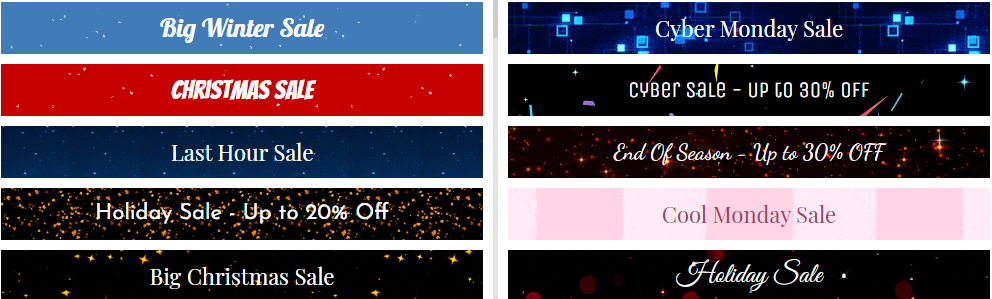 Big Winter Sale
CHRISTMAS SALE
Last Hour Sale
Holiday Sale - Up to 20% Off
Big Christmas Sale
Cyber Monday Sale
Cyber Sale - Up to 30% OFF
End Of Season - Up to 30% OFF
Cool Monday Sale
Holiday Sale